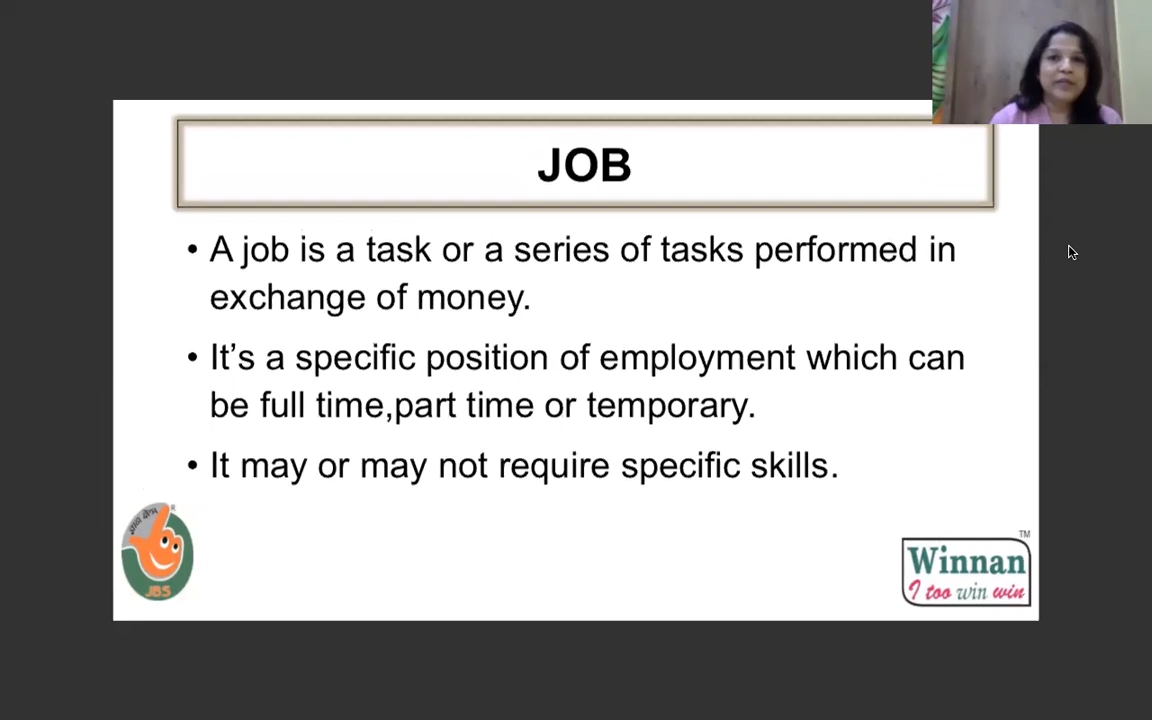 JOB
• A job is a task or a series of tasks performed in
exchange of money.
• It’s a specific position of employment which can
be full time,part time or temporary.
• It may or may not require specific skills.
JBS
®
TM
Winnan
I too win win